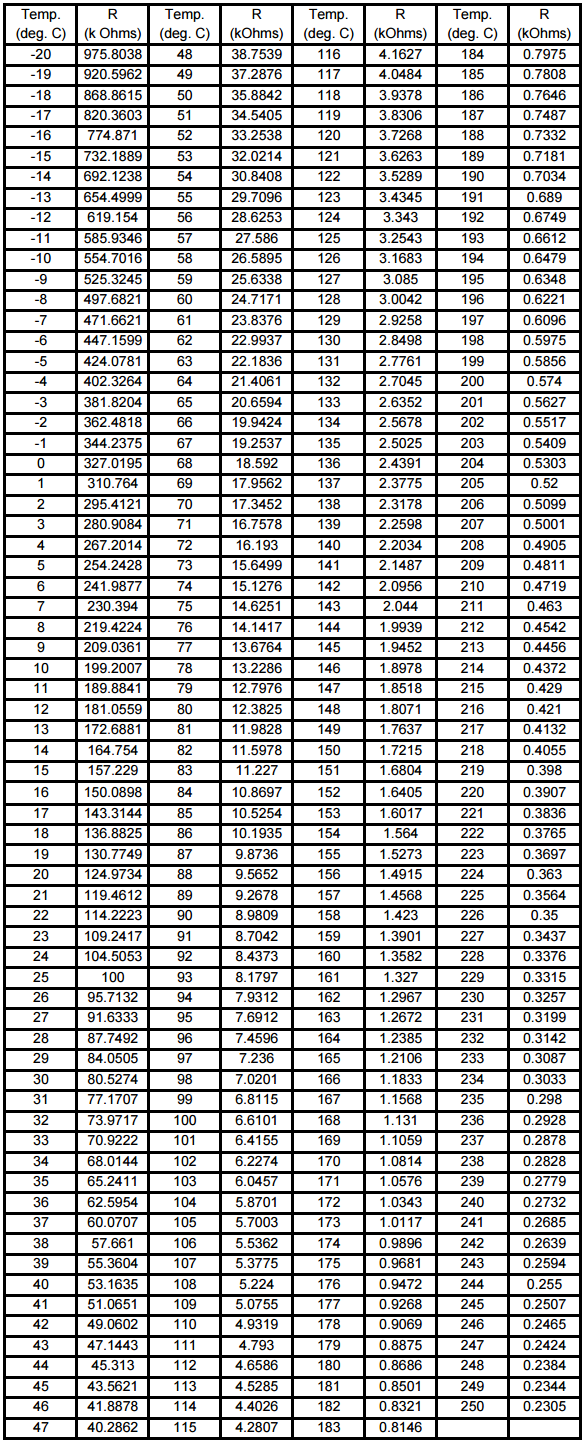 Temp. R Temp. R Temp. R Temp. R
(deg. C) (k Ohms) (deg. C) (kOhms) (deg. C) (kOhms) (deg. C) (kOhms)
-20 975.8038 48 38.7539 116 4.1627 184 0.7975
-19 920.5962 49 37.2876 117 4.0484 185 0.7808
-18 868.8615 50 35.8842 118 3.9378 186 0.7646
-17 820.3603 51 34.5405 119 3.8306 187 0.7487
-16 774.871 52 33.2538 120 3.7268 188 0.7332
-15 732.1889 53 32.0214 121 3.6263 189 0.7181
-14 692.1238 54 30.8408 122 3.5289 190 0.7034
-13 654.4999 55 29.7096 123 3.4345 191 0.689
-12 619.154 56 28.6253 124 3.343 192 0.6749
-11 585.9346 57 27.586 125 3.2543 193 0.6612
-10 554.7016 58 26.5895 126 3.1683 194 0.6479
-9 525.3245 59 25.6338 127 3.085 195 0.6348
-8 497.6821 60 24.7171 128 3.0042 196 0.6221
-7 471.6621 61 23.8376 129 2.9258 197 0.6096
-6 447.1599 62 22.9937 130 2.8498 198 0.5975
-5 424.0781 63 22.1836 131 2.7761 199 0.5856
-4 402.3264 64 21.4061 132 2.7045 200 0.574
-3 381.8204 65 20.6594 133 2.6352 201 0.5627
-2 362.4818 66 19.9424 134 2.5678 202 0.5517
-1 344.2375 67 19.2537 135 2.5025 203 0.5409
0 327.0195 68 18.592 136 2.4391 204 0.5303
1 310.764 69 17.9562 137 2.3775 205 0.52
2 295.4121 70 17.3452 138 2.3178 206 0.5099
3 280.9084 71 16.7578 139 2.2598 207 0.5001
4 267.2014 72 16.193 140 2.2034 208 0.4905
5 254.2428 73 15.6499 141 2.1487 209 0.4811
6 241.9877 74 15.1276 142 2.0956 210 0.4719
7 230.394 75 14.6251 143 2.044 211 0.463
8 219.4224 76 14.1417 144 1.9939 212 0.4542
9 209.0361 77 13.6764 145 1.9452 213 0.4456
10 199.2007 78 13.2286 146 1.8978 214 0.4372
11 189.8841 79 12.7976 147 1.8518 215 0.429
12 181.0559 80 12.3825 148 1.8071 216 0.421
13 172.6881 81 11.9828 149 1.7637 217 0.4132
14 164.754 82 11.5978 150 1.7215 218 0.4055
15 157.229 83 11.227 151 1.6804 219 0.398
16 150.0898 84 10.8697 152 1.6405 220 0.3907
17 143.3144 85 10.5254 153 1.6017 221 0.3836
18 136.8825 86 10.1935 154 1.564 222 0.3765
19 130.7749 87 9.8736 155 1.5273 223 0.3697
20 124.9734 88 9.5652 156 1.4915 224 0.363
21 119.4612 89 9.2678 157 1.4568 225 0.3564
22 114.2223 90 8.9809 158 1.423 226 0.35
23 109.2417 91 8.7042 159 1.3901 227 0.3437
24 104.5053 92 8.4373 160 1.3582 228 0.3376
25 100 93 8.1797 161 1.327 229 0.3315
26 95.7132 94 7.9312 162 1.2967 230 0.3257
27 91.6333 95 7.6912 163 1.2672 231 0.3199
28 87.7492 96 7.4596 164 1.2385 232 0.3142
29 84.0505 97 7.236 165 1.2106 233 0.3087
30 80.5274 98 7.0201 166 1.1833 234 0.3033
31 77.1707 99 6.8115 167 1.1568 235 0.298
32 73.9717 100 6.6101 168 1.131 236 0.2928
33 70.9222 101 6.4155 169 1.1059 237 0.2878
34 68.0144 102 6.2274 170 1.0814 238 0.2828
35 65.2411 103 6.0457 171 1.0576 239 0.2779
36 62.5954 104 5.8701 172 1.0343 240 0.2732
37 60.0707 105 5.7003 173 1.0117 241 0.2685
38 57.661 106 5.5362 174 0.9896 242 0.2639
39 55.3604 107 5.3775 175 0.9681 243 0.2594
40 53.1635 108 5.224 176 0.9472 244 0.255
41 51.0651 109 5.0755 177 0.9268 245 0.2507
42 49.0602 110 4.9319 178 0.9069 246 0.2465
43 47.1443 111 4.793 179 0.8875 247 0.2424
44 45.313 112 4.6586 180 0.8686 248 0.2384
45 43.5621 113 4.5285 181 0.8501 249 0.2344
46 41.8878 114 4.4026 182 0.8321 250 0.2305
47 40.2862 115 4.2807 183 0.8146